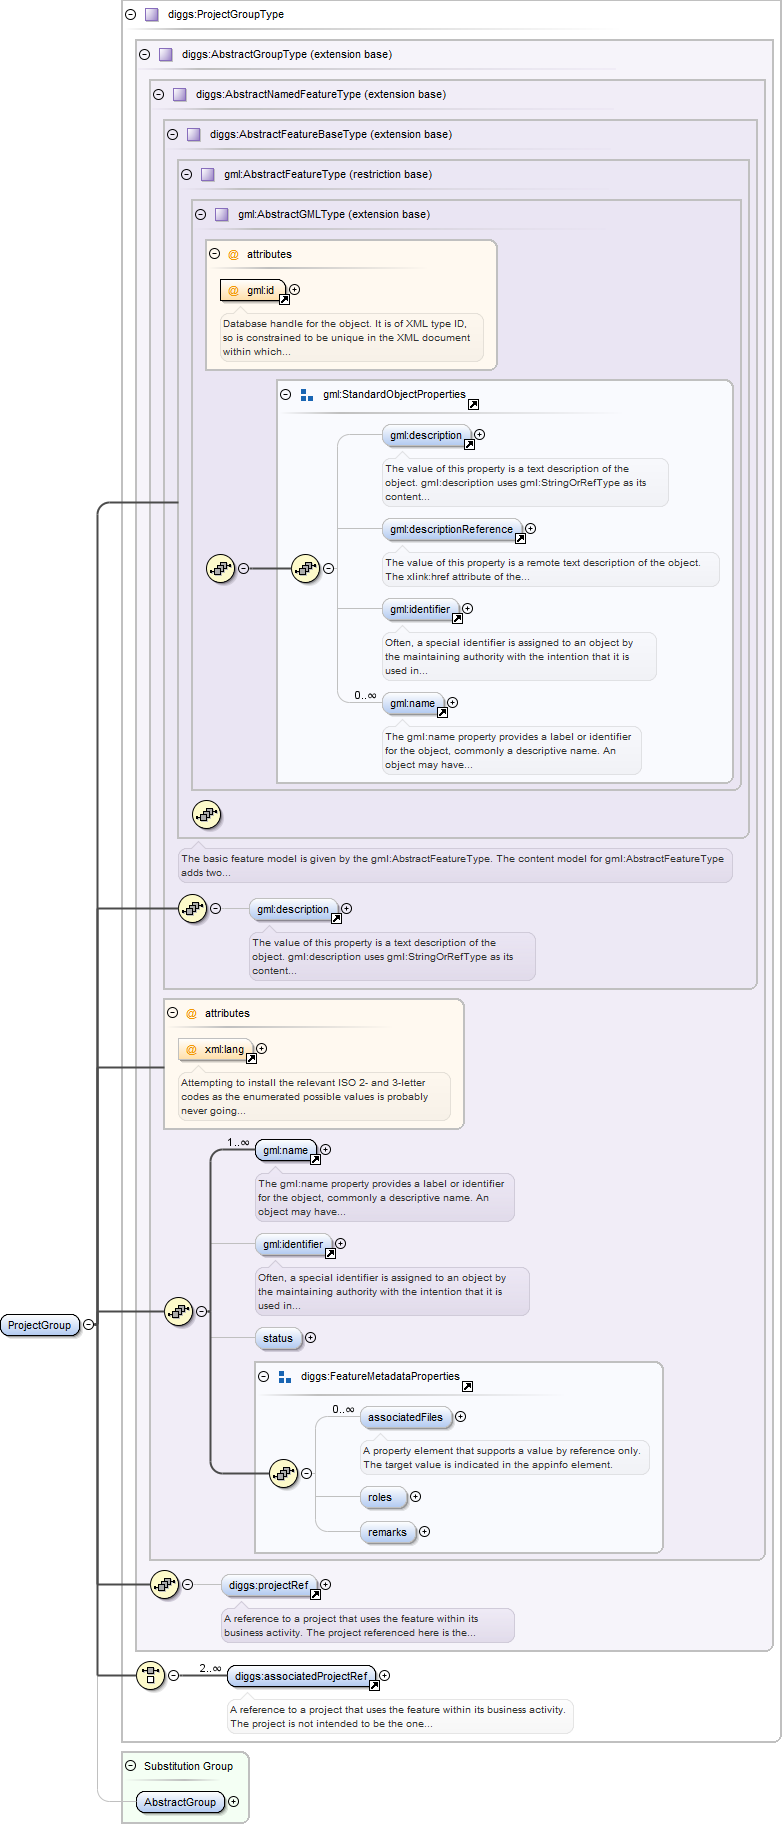 diggs:ProjectGroupType
diggs:AbstractGroupType (extension base)
diggs:AbstractNamedFeatureType (extension base)
diggs:AbstractFeatureBaseType (extension base)
gml:AbstractFeatureType (restriction base)
gml:AbstractGMLType (extension base)
@ attributes
@ gml:id
Database handle for the object. It is of XML type ID,
so is constrained to be unique in the XML document
within which...
gml:StandardObjectProperties
gml:description
The value of this property is a text description of the
object. gml:description uses gml:StringOrRefType as its
content...
gml:descriptionReference
The value of this property is a remote text description of the object.
The xlink:href attribute of the...
gml:identifier
Often, a special identifier is assigned to an object by
the maintaining authority with the intention that it is
used in...
0..∞
gml:name
The gml:name property provides a label or identifier
for the object, commonly a descriptive name. An
object may have...
The basic feature model is given by the gml:AbstractFeatureType. The content model for gml:AbstractFeatureType
adds two...
gml:description
The value of this property is a text description of the
object. gml:description uses gml:StringOrRefType as its
content...
@ attributes
@ xml:lang
Attempting to install the relevant ISO 2- and 3-letter
codes as the enumerated possible values is probably
never going...
1..∞
gml:name
The gml:name property provides a label or identifier
for the object, commonly a descriptive name. An
object may have...
gml:identifier
Often, a special identifier is assigned to an object by
the maintaining authority with the intention that it is
used in...
ProjectGroup
status
diggs:FeatureMetadataProperties
0..∞
associatedFiles
A property element that supports a value by reference only.
The target value is indicated in the appinfo element.
roles
remarks
diggs:projectRef
A reference to a project that uses the feature within its
business activity. The project referenced here is the...
2..∞
diggs:associatedProjectRef
A reference to a project that uses the feature within its business activity.
The project is not intended to be the one...
Substitution Group
AbstractGroup